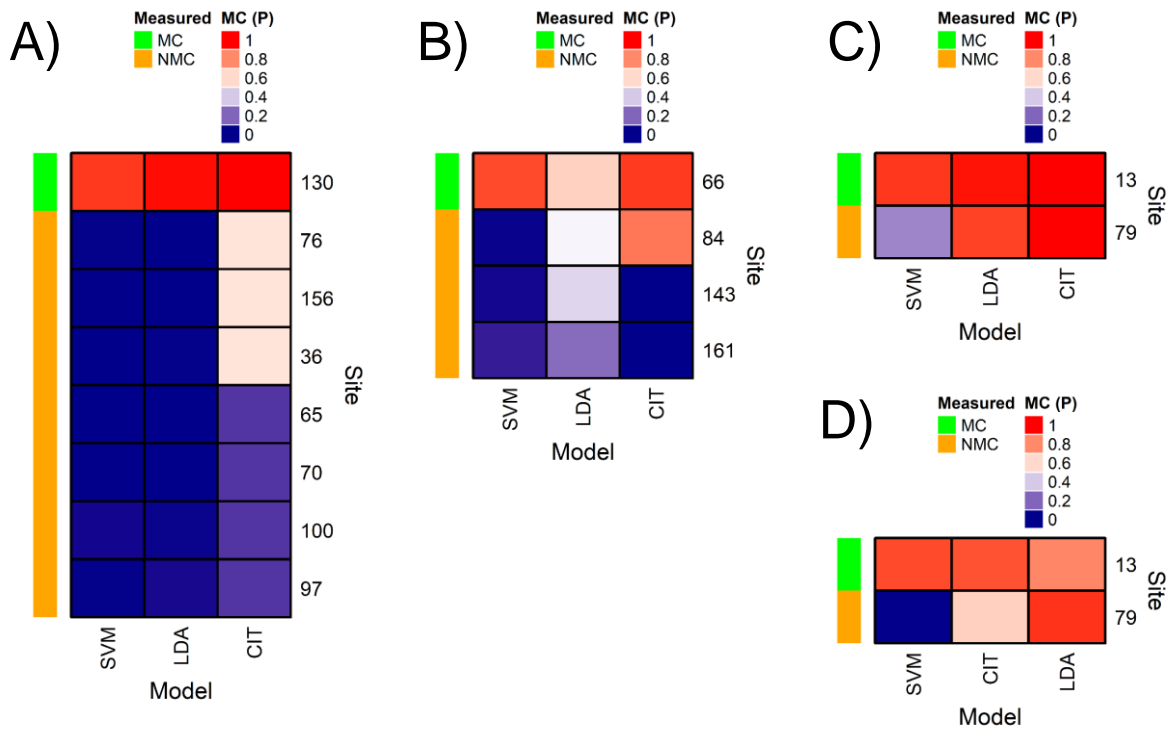 A)
Measured MC (P)
MC 1
NMC 0.8
0.6
0.4
0.2
0
130
76
156
36
65
70
100
97
Site
SVM LDA CIT
Model
B)
Measured MC (P)
MC 1
NMC 0.8
0.6
0.4
0.2
0
66
84
143
161
Site
SVM LDA CIT
Model
C)
Measured MC (P)
MC 1
NMC 0.8
0.6
0.4
0.2
0
13
79
Site
SVM LDA CIT
Model
D)
Measured MC (P)
MC 1
NMC 0.8
0.6
0.4
0.2
0
13
79
Site
SVM CIT LDA
Model